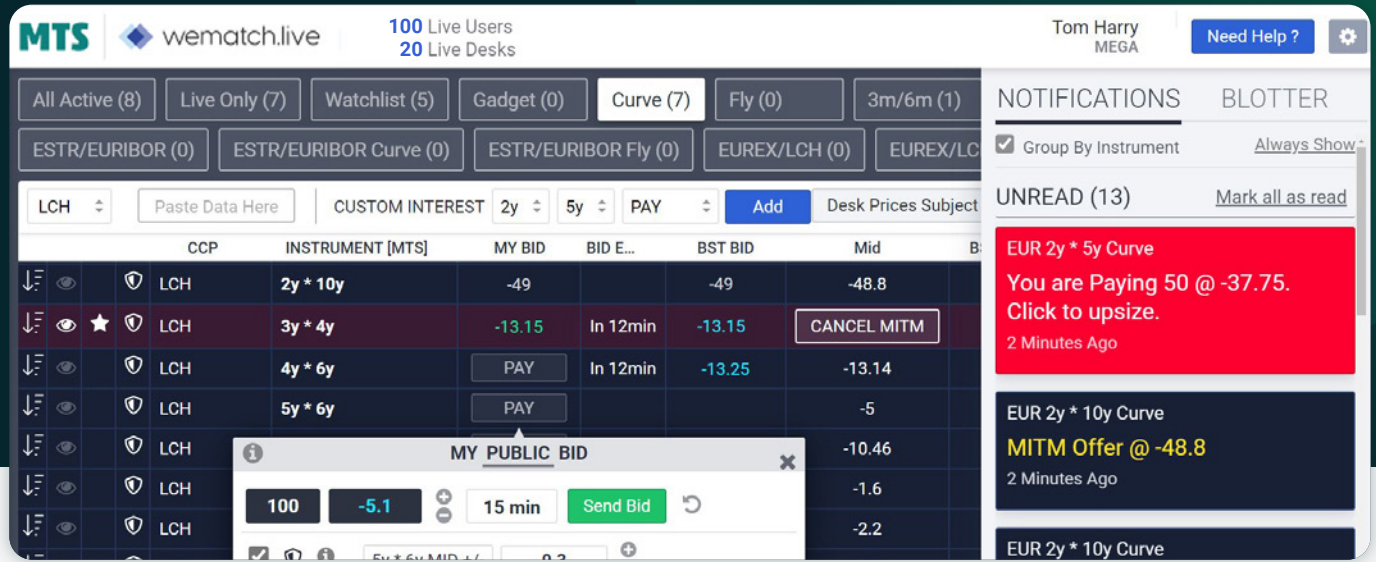 MTS wematch.live 100 Live Users
20 Live Desks
Tom Harry
MEGA
Need Help ?
All Active (8) Live Only (7) Watchlist (5) Gadget (0) Curve (7) Fly (0) 3m/6m (1)
ESTR/EURIBOR (0) ESTR/EURIBOR Curve (0) ESTR/EURIBOR Fly (0) EUREX/LCH (0) EUREX/LC
LCH Paste Data Here CUSTOM INTEREST 2y 5y PAY Add Desk Prices Subject
CCP INSTRUMENT [MTS] MY BID BID E... BST BID Mid
LCH 2y * 10y -49 -49 -48.8
LCH 3y * 4y -13.15 In 12min -13.15 CANCEL MITM
LCH 4y * 6y PAY In 12min -13.25 -13.14
LCH 5y * 6y PAY -5
LCH -10.46
LCH -1.6
LCH -2.2
MY PUBLIC BID
100 -5.1 15 min Send Bid
5y * 6y MID +/-
NOTIFICATIONS BLOTTER
Group By Instrument Always Show
UNREAD (13) Mark all as read
EUR 2y * 5y Curve
You are Paying 50 @ -37.75.
Click to upsize.
2 Minutes Ago
EUR 2y * 10y Curve
MITM Offer @ -48.8
2 Minutes Ago
EUR 2y * 10y Curve